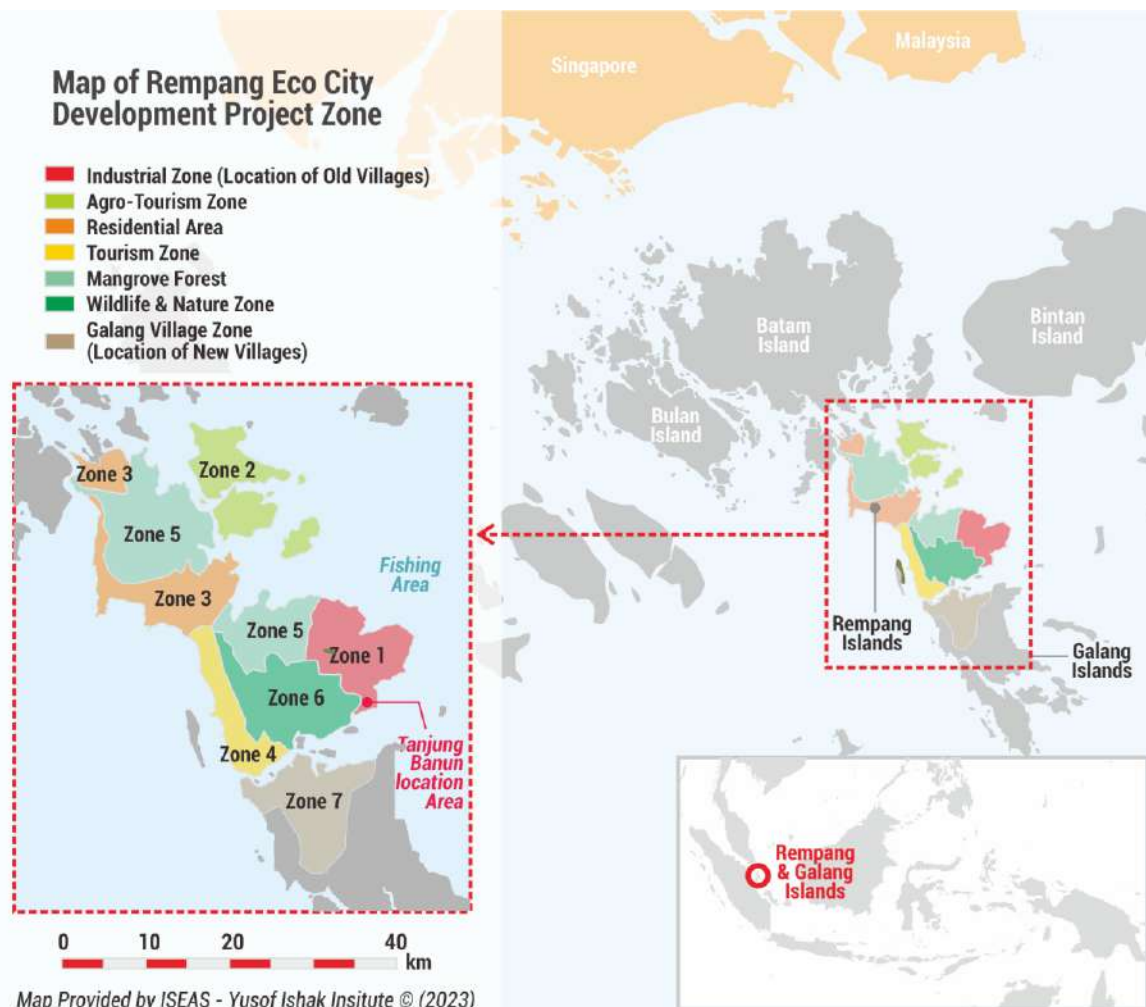 Map of Rempang Eco City
Development Project Zone
Industrial Zone (Location of Old Villages)
Agro-Tourism Zone
Residential Area
Tourism Zone
Mangrove Forest
Wildlife & Nature Zone
Galang Village Zone
(Location of New Villages)
Singapore
Malaysia
Batam
Island
Bintan
Island
Bulan
Island
Rempang
Islands
Galang
Islands
Zone 3
Zone 2
Zone 5
Fishing
Area
Zone 3
Zone 5
Zone 1
Zone 6
Zone 4
Tanjung
Banun
location
Area
Zone 7
Rempang
& Galang
Islands
0 10 20 40
km
Map Provided by ISEAS - Yusof Ishak Insitute © (2023)